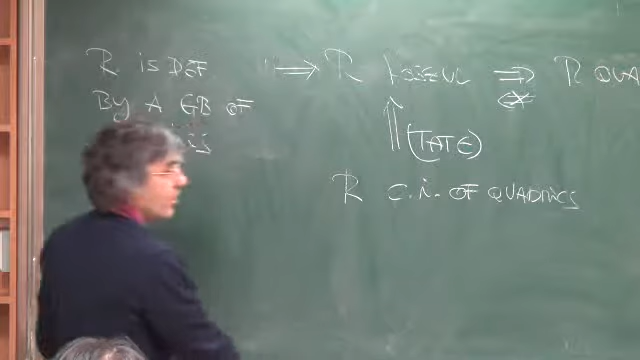 R IS DEF ⟹ R KOSZUL ⟹ R QUA
BY A GB OF
⇑ (TATE)
R C.I. OF QUADRICS